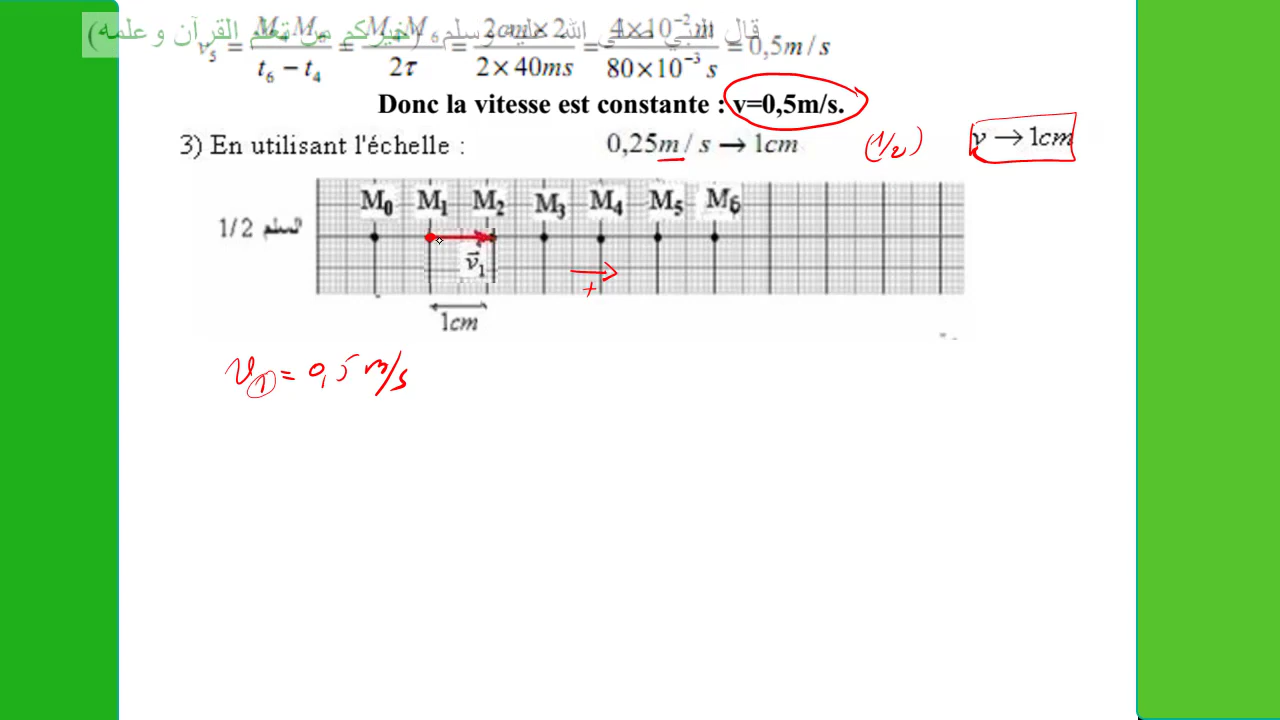 قال النبي صلى الله عليه وسلم (خيركم من تعلم القرآن وعلمه)
v₅ = M₄M₆ / (t₆ − t₄) = M₄M₆ / 2τ = 2cm × 2 / 2 × 40ms = 4×10⁻² m / 80×10⁻³ s = 0,5m / s
Donc la vitesse est constante : v=0,5m/s.
3) En utilisant l'échelle : 0,25m / s → 1cm (1/2) v → 1cm
M₀ M₁ M₂ M₃ M₄ M₅ M₆
1/2 السلم
v⃗₁
+
1cm
v₁ = 0,5 m/s